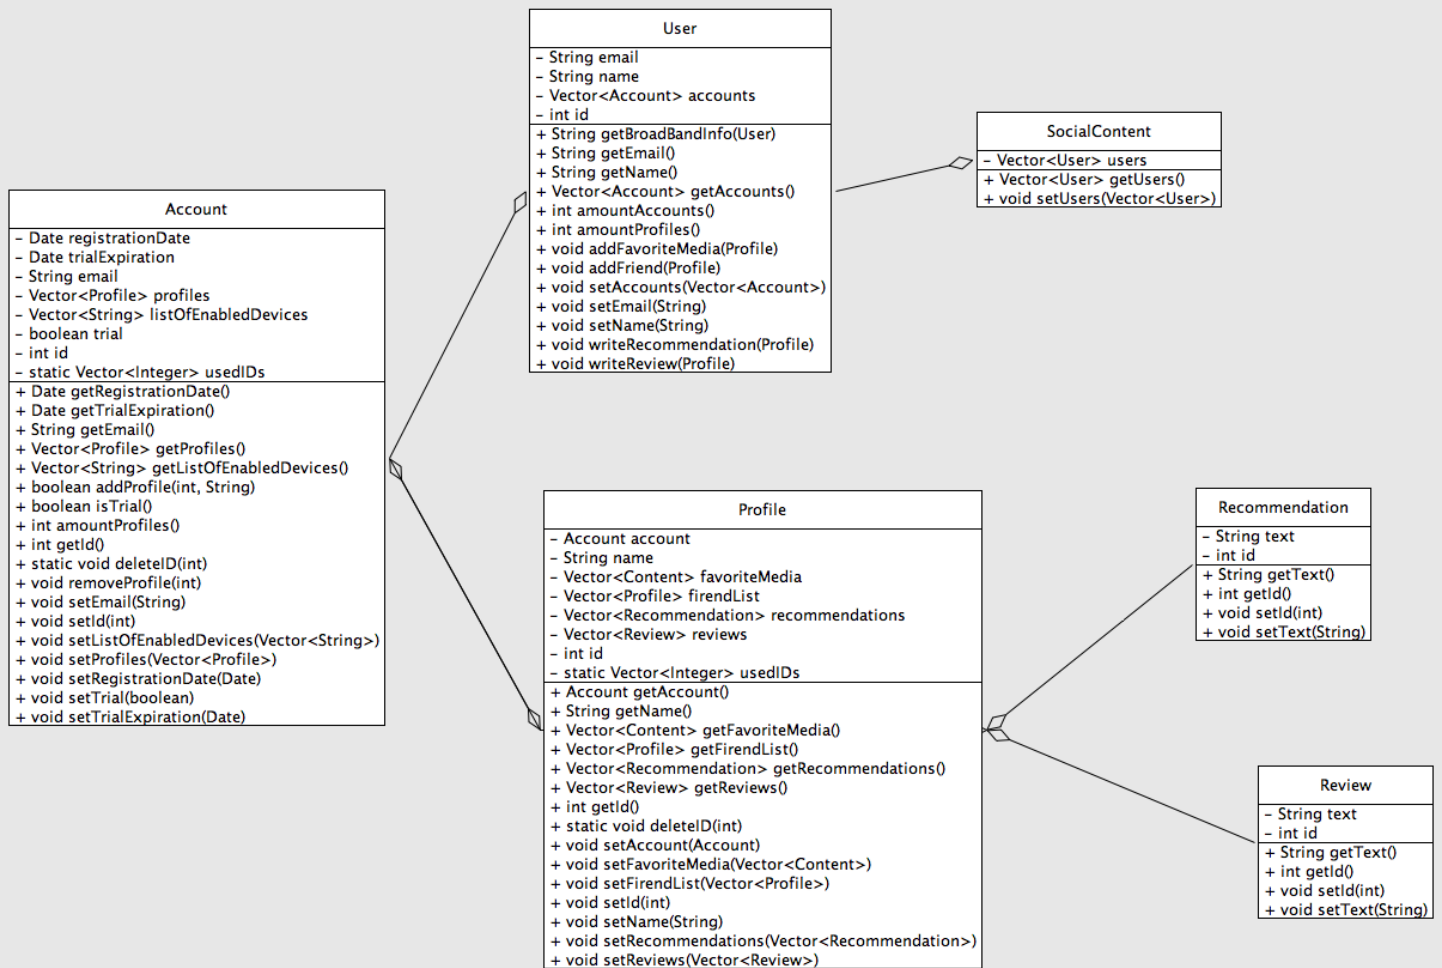 User
- String email
- String name
- Vector<Account> accounts
- int id
+ String getBroadBandInfo(User)
+ String getEmail()
+ String getName()
+ Vector<Account> getAccounts()
+ int amountAccounts()
+ int amountProfiles()
+ void addFavoriteMedia(Profile)
+ void addFriend(Profile)
+ void setAccounts(Vector<Account>)
+ void setEmail(String)
+ void setName(String)
+ void writeRecommendation(Profile)
+ void writeReview(Profile)
SocialContent
- Vector<User> users
+ Vector<User> getUsers()
+ void setUsers(Vector<User>)
Account
- Date registrationDate
- Date trialExpiration
- String email
- Vector<Profile> profiles
- Vector<String> listOfEnabledDevices
- boolean trial
- int id
- static Vector<Integer> usedIDs
+ Date getRegistrationDate()
+ Date getTrialExpiration()
+ String getEmail()
+ Vector<Profile> getProfiles()
+ Vector<String> getListOfEnabledDevices()
+ boolean addProfile(int, String)
+ boolean isTrial()
+ int amountProfiles()
+ int getId()
+ static void deleteID(int)
+ void removeProfile(int)
+ void setEmail(String)
+ void setId(int)
+ void setListOfEnabledDevices(Vector<String>)
+ void setProfiles(Vector<Profile>)
+ void setRegistrationDate(Date)
+ void setTrial(boolean)
+ void setTrialExpiration(Date)
Profile
- Account account
- String name
- Vector<Content> favoriteMedia
- Vector<Profile> firendList
- Vector<Recommendation> recommendations
- Vector<Review> reviews
- int id
- static Vector<Integer> usedIDs
+ Account getAccount()
+ String getName()
+ Vector<Content> getFavoriteMedia()
+ Vector<Profile> getFirendList()
+ Vector<Recommendation> getRecommendations()
+ Vector<Review> getReviews()
+ int getId()
+ static void deleteID(int)
+ void setAccount(Account)
+ void setFavoriteMedia(Vector<Content>)
+ void setFirendList(Vector<Profile>)
+ void setId(int)
+ void setName(String)
+ void setRecommendations(Vector<Recommendation>)
+ void setReviews(Vector<Review>)
Recommendation
- String text
- int id
+ String getText()
+ int getId()
+ void setId(int)
+ void setText(String)
Review
- String text
- int id
+ String getText()
+ int getId()
+ void setId(int)
+ void setText(String)